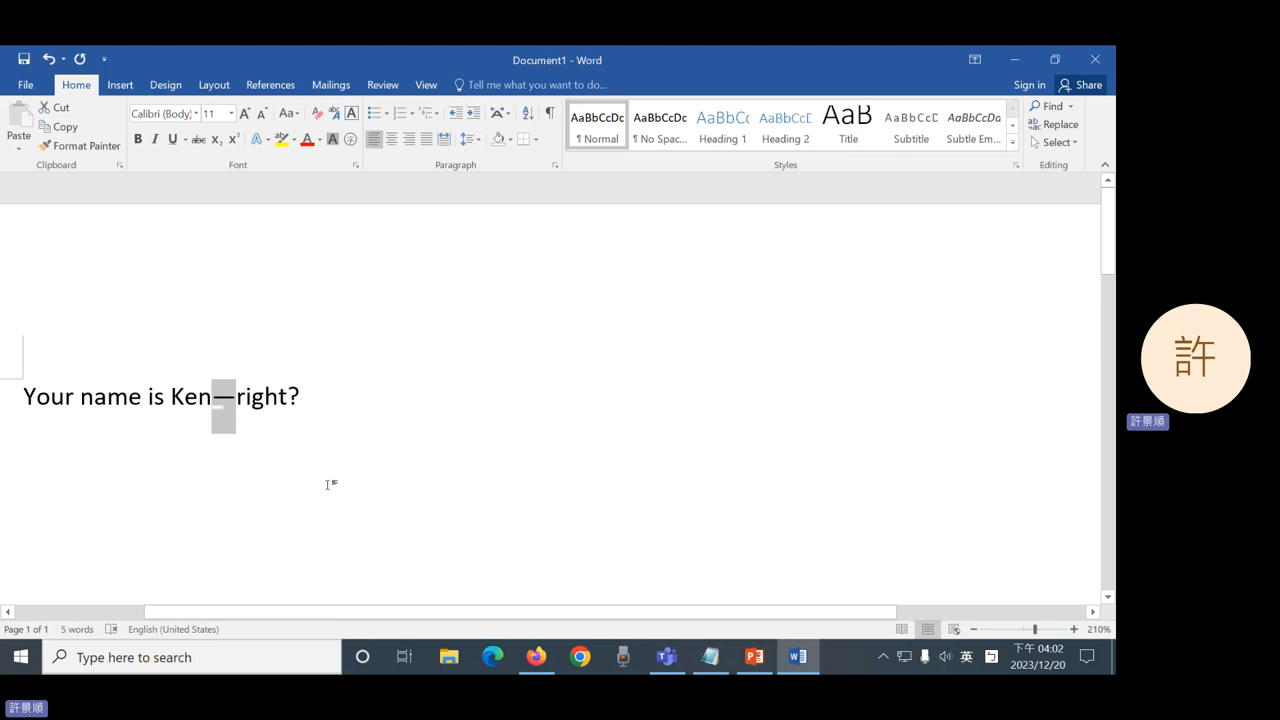 Document1 - Word
File Home Insert Design Layout References Mailings Review View Tell me what you want to do... Sign in Share
Paste
Cut
Copy
Format Painter
Clipboard
Calibri (Body) 11
Font
Paragraph
AaBbCcDc AaBbCcDc AaBbCc AaBbCcD AaB AaBbCcD AaBbCcDa
¶ Normal ¶ No Spac... Heading 1 Heading 2 Title Subtitle Subtle Em...
Styles
Find
Replace
Select
Editing
Your name is Ken—right?
許
許景順
Page 1 of 1 5 words English (United States) 210%
Type here to search
英
下午 04:02
2023/12/20
許景順